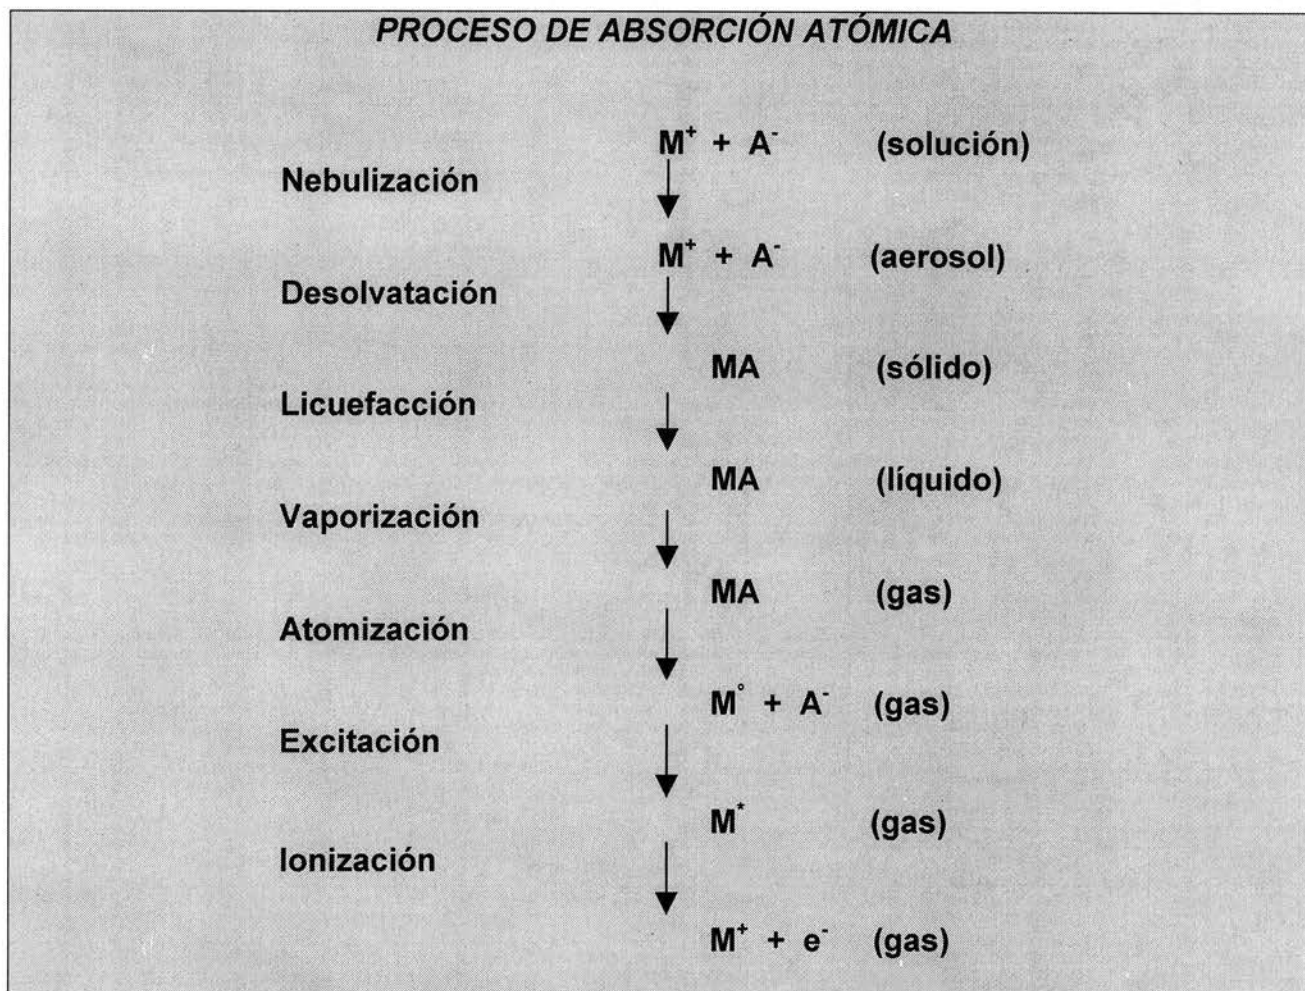 PROCESO DE ABSORCIÓN ATÓMICA
M⁺ + A⁻ (solución)
Nebulización
M⁺ + A⁻ (aerosol)
Desolvatación
MA (sólido)
Licuefacción
MA (líquido)
Vaporización
MA (gas)
Atomización
M° + A⁻ (gas)
Excitación
M* (gas)
Ionización
M⁺ + e⁻ (gas)